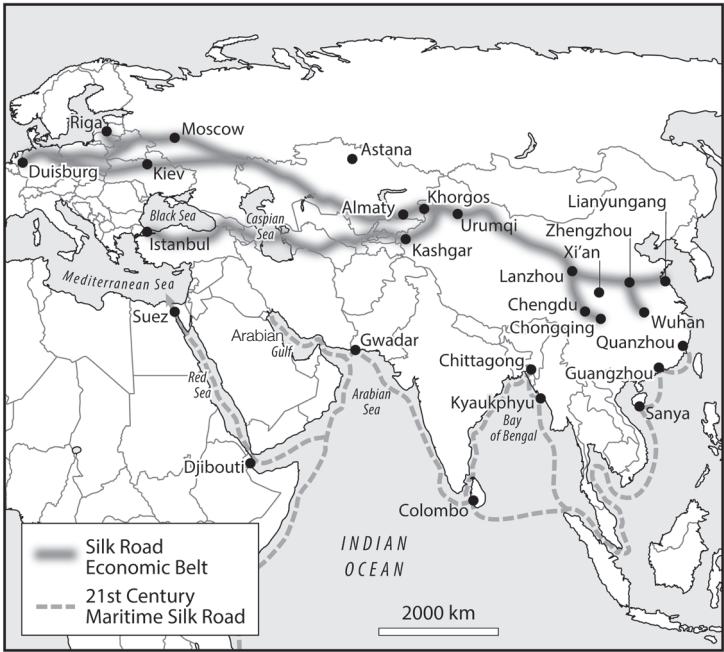 Riga
Moscow
Astana
Duisburg
Kiev
Black Sea
Caspian
Sea
Istanbul
Almaty
Khorgos
Urumqi
Kashgar
Lianyungang
Zhengzhou
Xi'an
Lanzhou
Chengdu
Chongqing
Wuhan
Quanzhou
Guangzhou
Mediterranean Sea
Suez
Arabian
Gulf
Gwadar
Red
Sea
Arabian
Sea
Chittagong
Kyaukphyu
Bay
of Bengal
Sanya
Djibouti
Colombo
INDIAN
OCEAN
Silk Road
Economic Belt
21st Century
Maritime Silk Road
2000 km